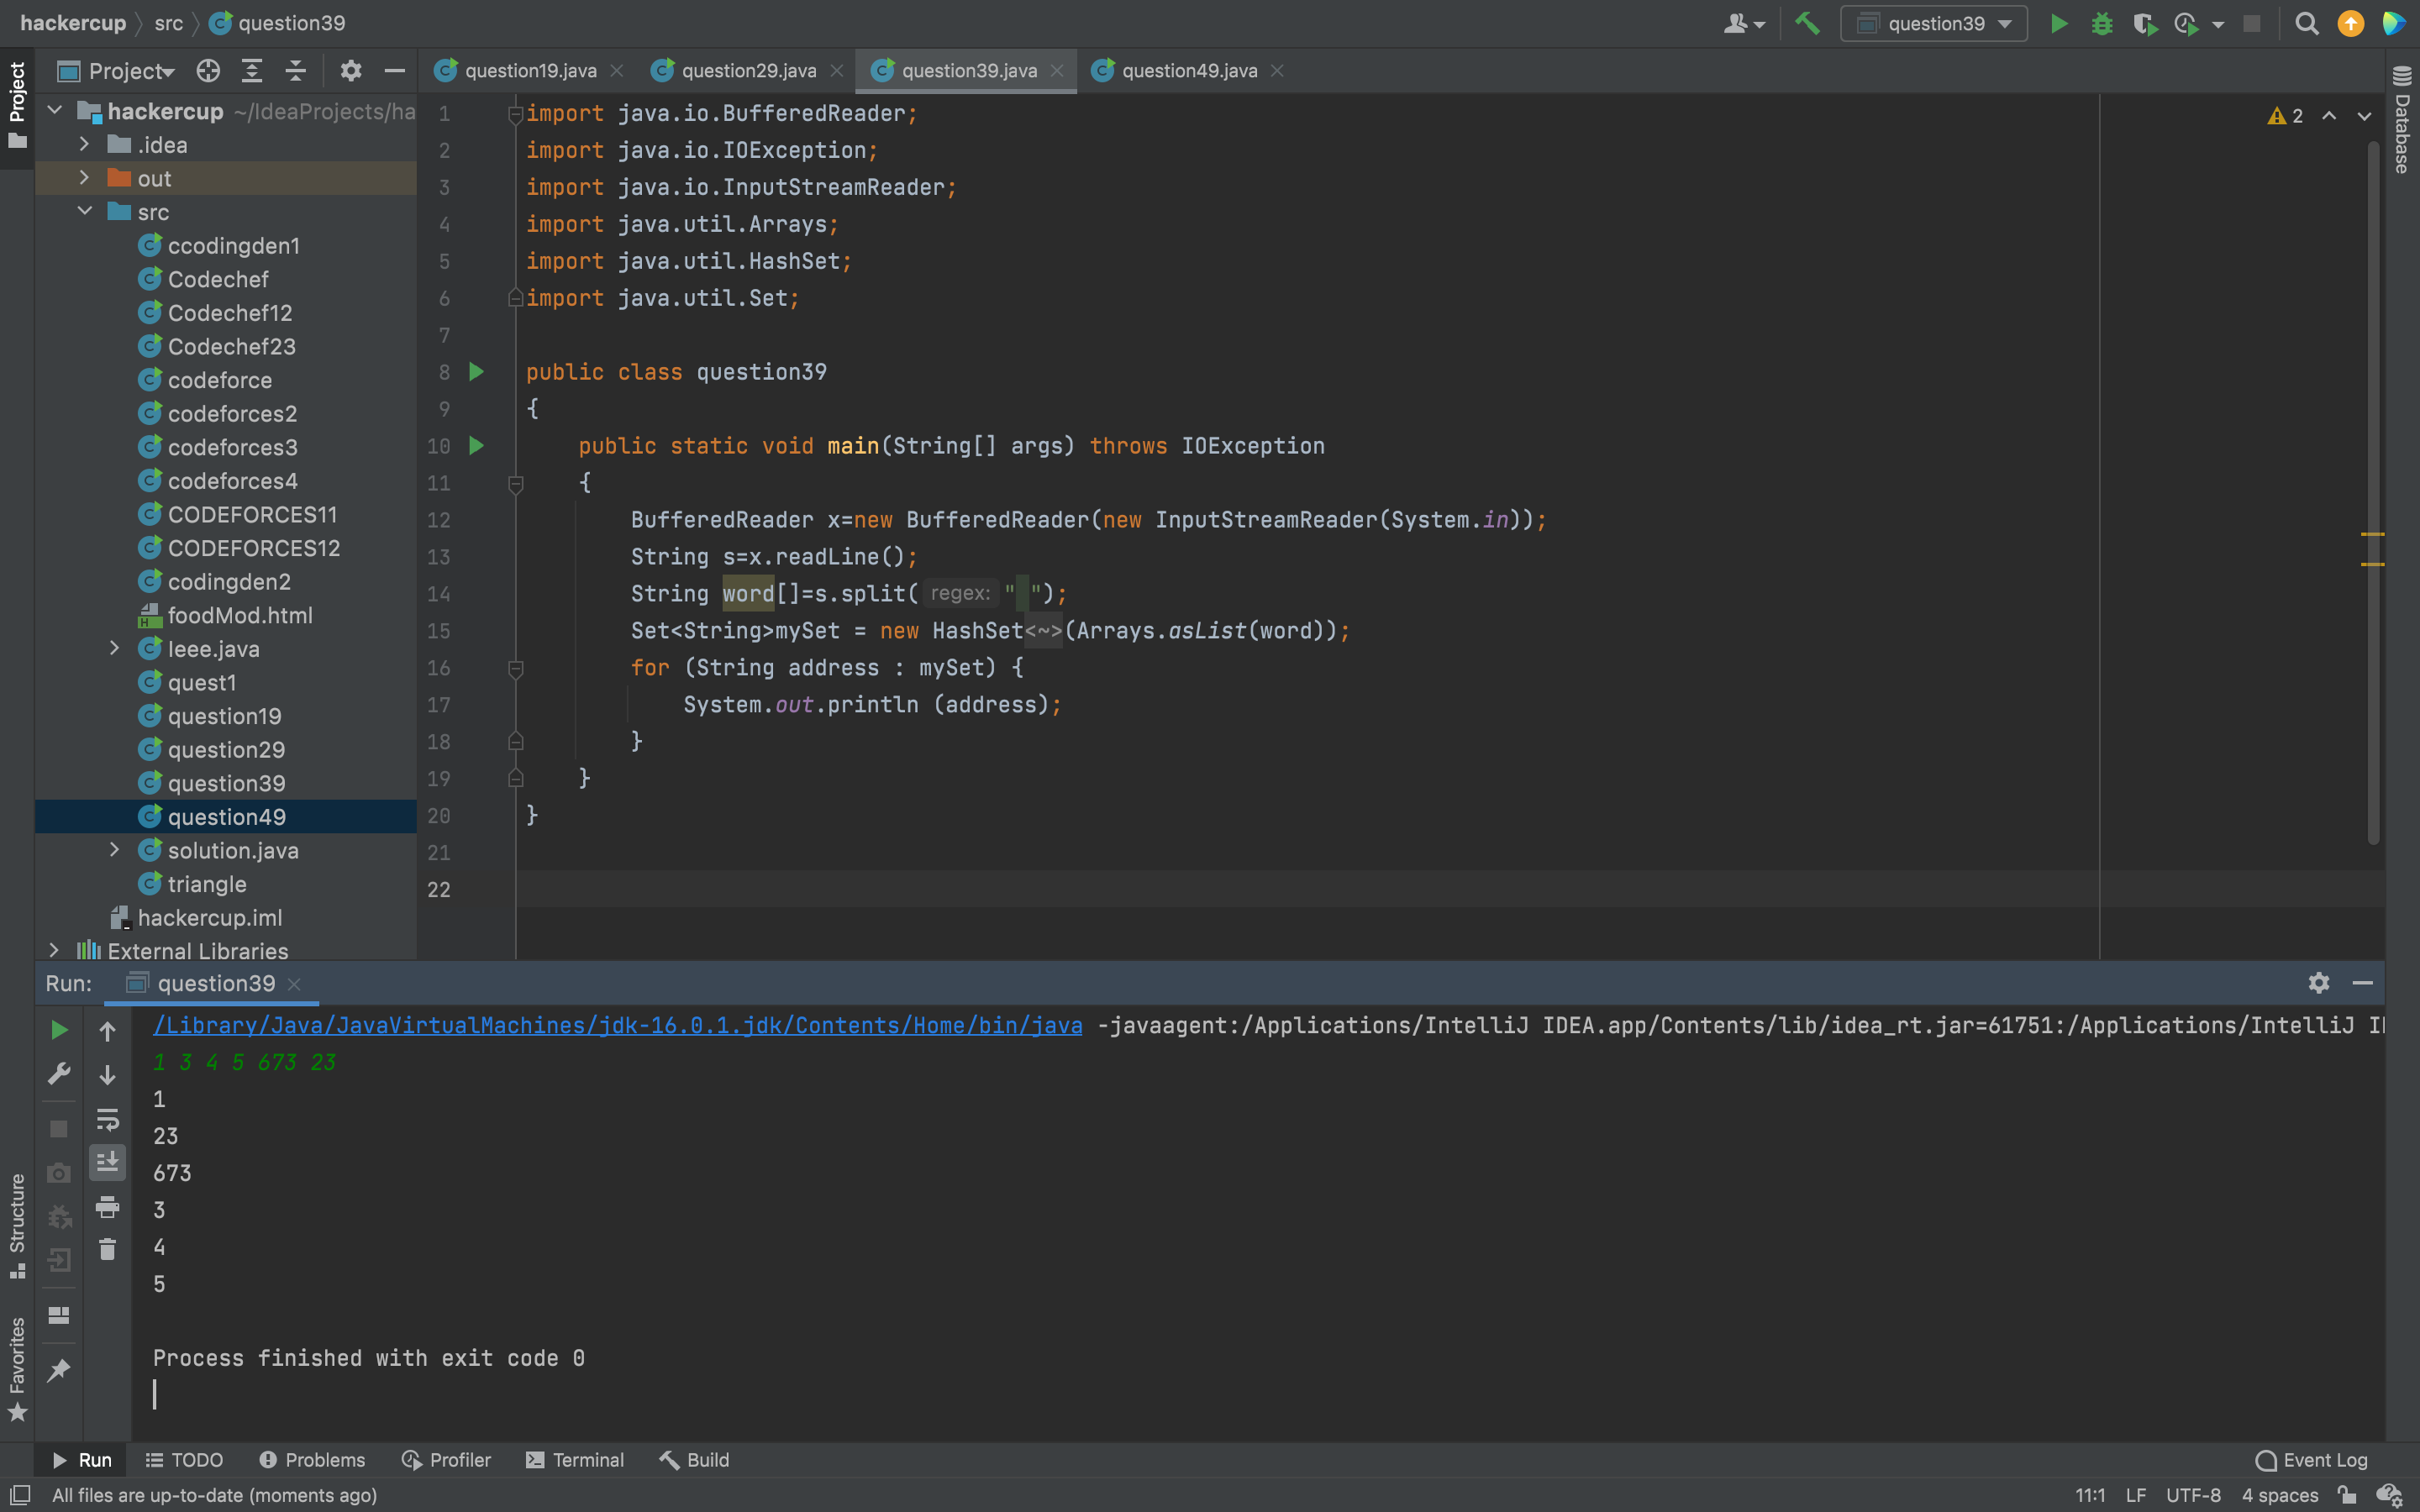 hackercup src question39
question39
Project
question19.java question29.java question39.java question49.java
hackercup ~/IdeaProjects/ha
.idea
out
src
ccodingden1
Codechef
Codechef12
Codechef23
codeforce
codeforces2
codeforces3
codeforces4
CODEFORCES11
CODEFORCES12
codingden2
foodMod.html
leee.java
quest1
question19
question29
question39
question49
solution.java
triangle
hackercup.iml
External Libraries
Project
Structure
Favorites
Database
2
1 import java.io.BufferedReader;
2 import java.io.IOException;
3 import java.io.InputStreamReader;
4 import java.util.Arrays;
5 import java.util.HashSet;
6 import java.util.Set;
7
8 public class question39
9 {
10 public static void main(String[] args) throws IOException
11 {
12 BufferedReader x=new BufferedReader(new InputStreamReader(System.in));
13 String s=x.readLine();
14 String word[]=s.split( regex: " ");
15 Set<String>mySet = new HashSet<~>(Arrays.asList(word));
16 for (String address : mySet) {
17 System.out.println (address);
18 }
19 }
20 }
21
22
Run: question39
/Library/Java/JavaVirtualMachines/jdk-16.0.1.jdk/Contents/Home/bin/java -javaagent:/Applications/IntelliJ IDEA.app/Contents/lib/idea_rt.jar=61751:/Applications/IntelliJ
1 3 4 5 673 23
1
23
673
3
4
5
Process finished with exit code 0
Run TODO Problems Profiler Terminal Build Event Log
All files are up-to-date (moments ago) 11:1 LF UTF-8 4 spaces